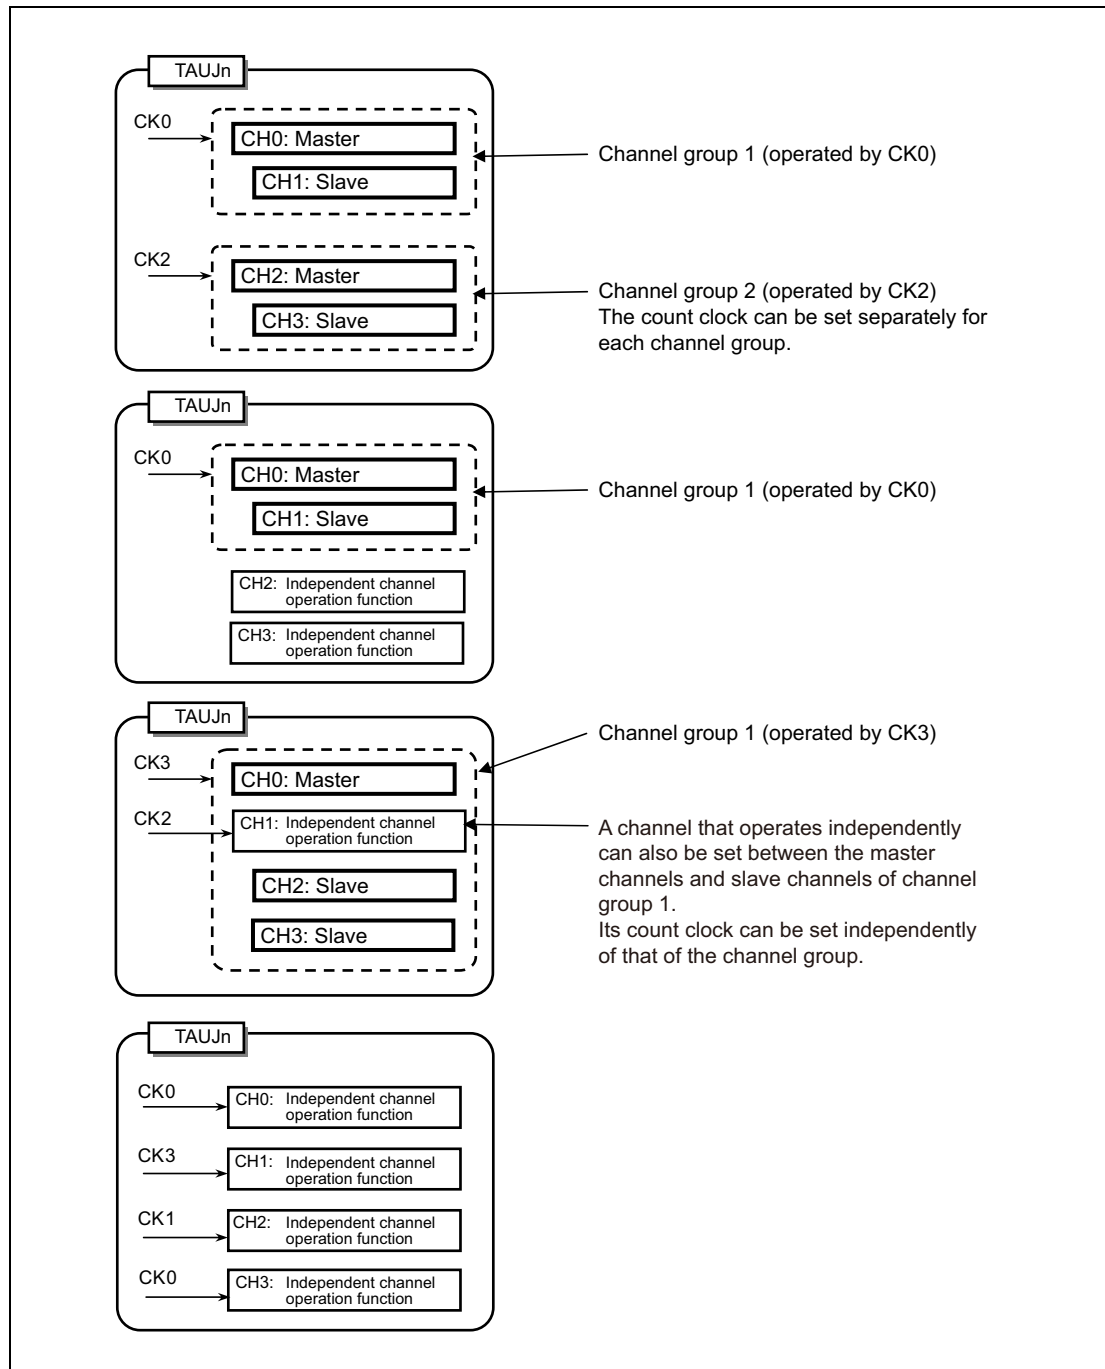 TAUJn
CK0
CH0: Master
CH1: Slave
Channel group 1 (operated by CK0)
CK2
CH2: Master
CH3: Slave
Channel group 2 (operated by CK2)
The count clock can be set separately for
each channel group.
TAUJn
CK0
CH0: Master
CH1: Slave
Channel group 1 (operated by CK0)
CH2: Independent channel
operation function
CH3: Independent channel
operation function
TAUJn
Channel group 1 (operated by CK3)
CK3
CH0: Master
CK2
CH1: Independent channel
operation function
CH2: Slave
CH3: Slave
A channel that operates independently
can also be set between the master
channels and slave channels of channel
group 1.
Its count clock can be set independently
of that of the channel group.
TAUJn
CK0
CH0: Independent channel
operation function
CK3
CH1: Independent channel
operation function
CK1
CH2: Independent channel
operation function
CK0
CH3: Independent channel
operation function